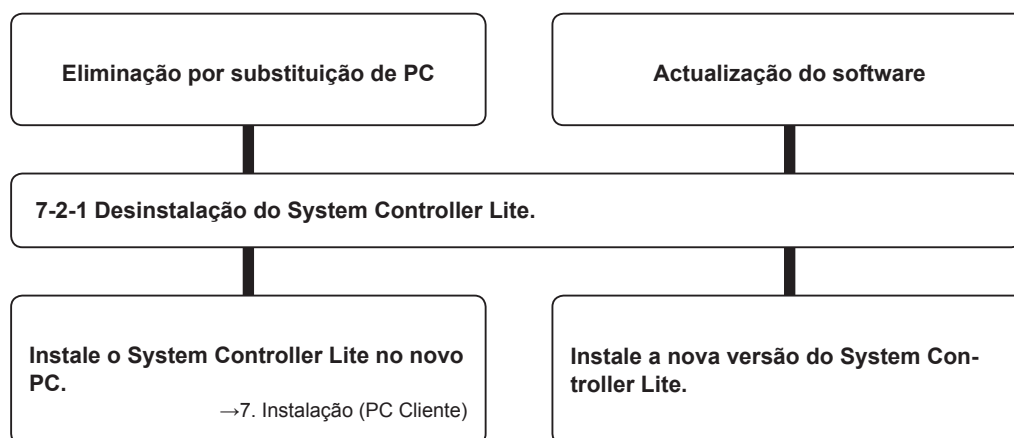 Eliminação por substituição de PC
Actualização do software
7-2-1 Desinstalação do System Controller Lite.
Instale o System Controller Lite no novo
PC.
→7. Instalação (PC Cliente)
Instale a nova versão do System Con-
troller Lite.